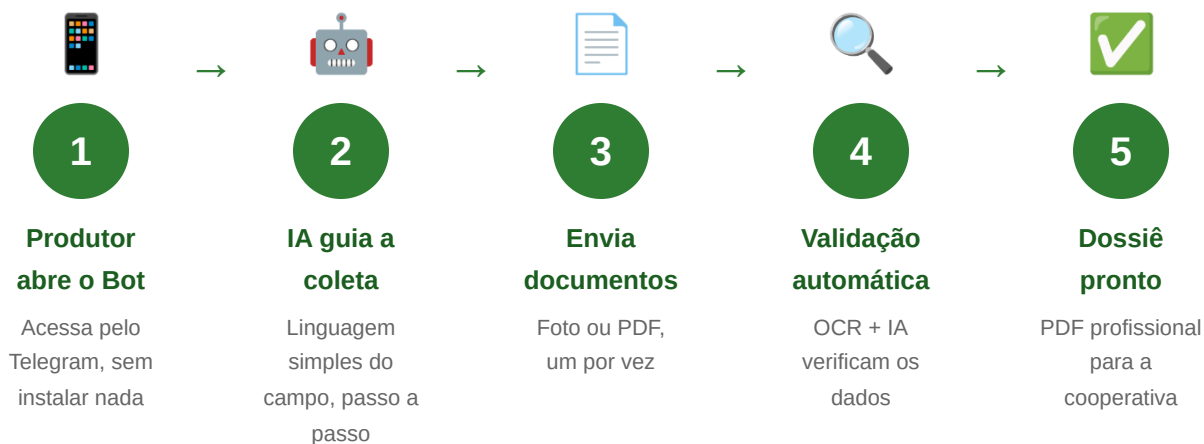 → → → →
1
Produtor
abre o Bot
Acessa pelo
Telegram, sem
instalar nada
2
IA guia a
coleta
Linguagem
simples do
campo, passo a
passo
3
Envia
documentos
Foto ou PDF,
um por vez
4
Validação
automática
OCR + IA
verificam os
dados
5
Dossiê
pronto
PDF profissional
para a
cooperativa